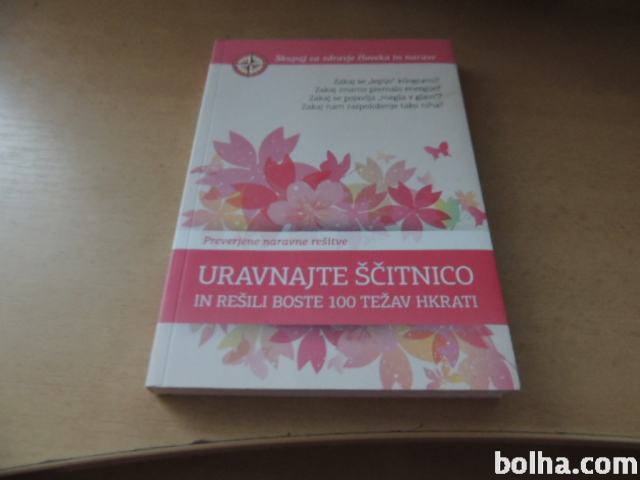 Skupaj za zdravje človeka in narave
Zakaj se „lepijo“ kilogrami?
Zakaj imamo premalo energije?
Zakaj se pojavlja „megla v glavi“?
Zakaj nam razpoloženje tako niha?
Preverjene naravne rešitve
URAVNAJTE ŠČITNICO
IN REŠILI BOSTE 100 TEŽAV HKRATI
bolha.com